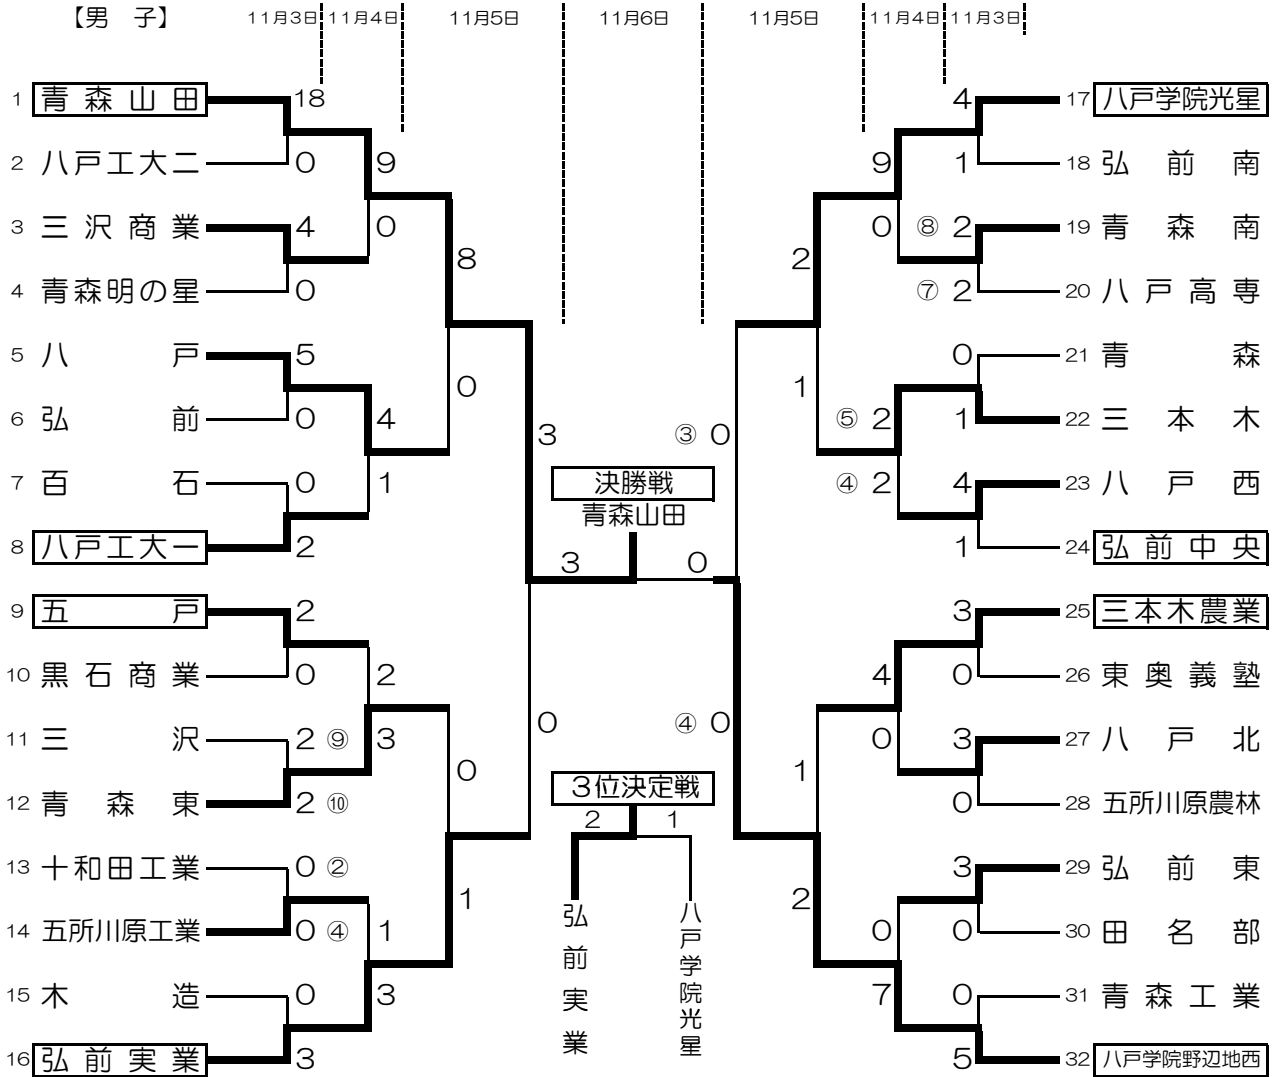 【男　子】
11月3日 11月4日 11月5日 11月6日 11月5日 11月4日 11月3日
1 青森山田 18
2 八戸工大二 0
9
3 三沢商業 4
0
4 青森明の星 0
8
5 八戸 5
0
6 弘前 0
4
7 百石 0
1
8 八戸工大一 2
3
9 五戸 2
10 黒石商業 0
2
11 三沢 2 ⑨
3
12 青森東 2 ⑩
0
0
13 十和田工業 0 ②
1
14 五所川原工業 0 ④
1
15 木造 0
3
16 弘前実業 3
決勝戦
青森山田
3 0
3位決定戦
2 1
弘前実業
八戸学院光星
4 17 八戸学院光星
9
1 18 弘前南
0
⑧ 2 19 青森南
2
⑦ 2 20 八戸高専
0 21 青森
1
⑤ 2
1 22 三本木
③ 0
④ 2
4 23 八戸西
1 24 弘前中央
3 25 三本木農業
4
0 26 東奥義塾
④ 0
0
3 27 八戸北
1
0 28 五所川原農林
3 29 弘前東
2
0
0 30 田名部
7
0 31 青森工業
5 32 八戸学院野辺地西